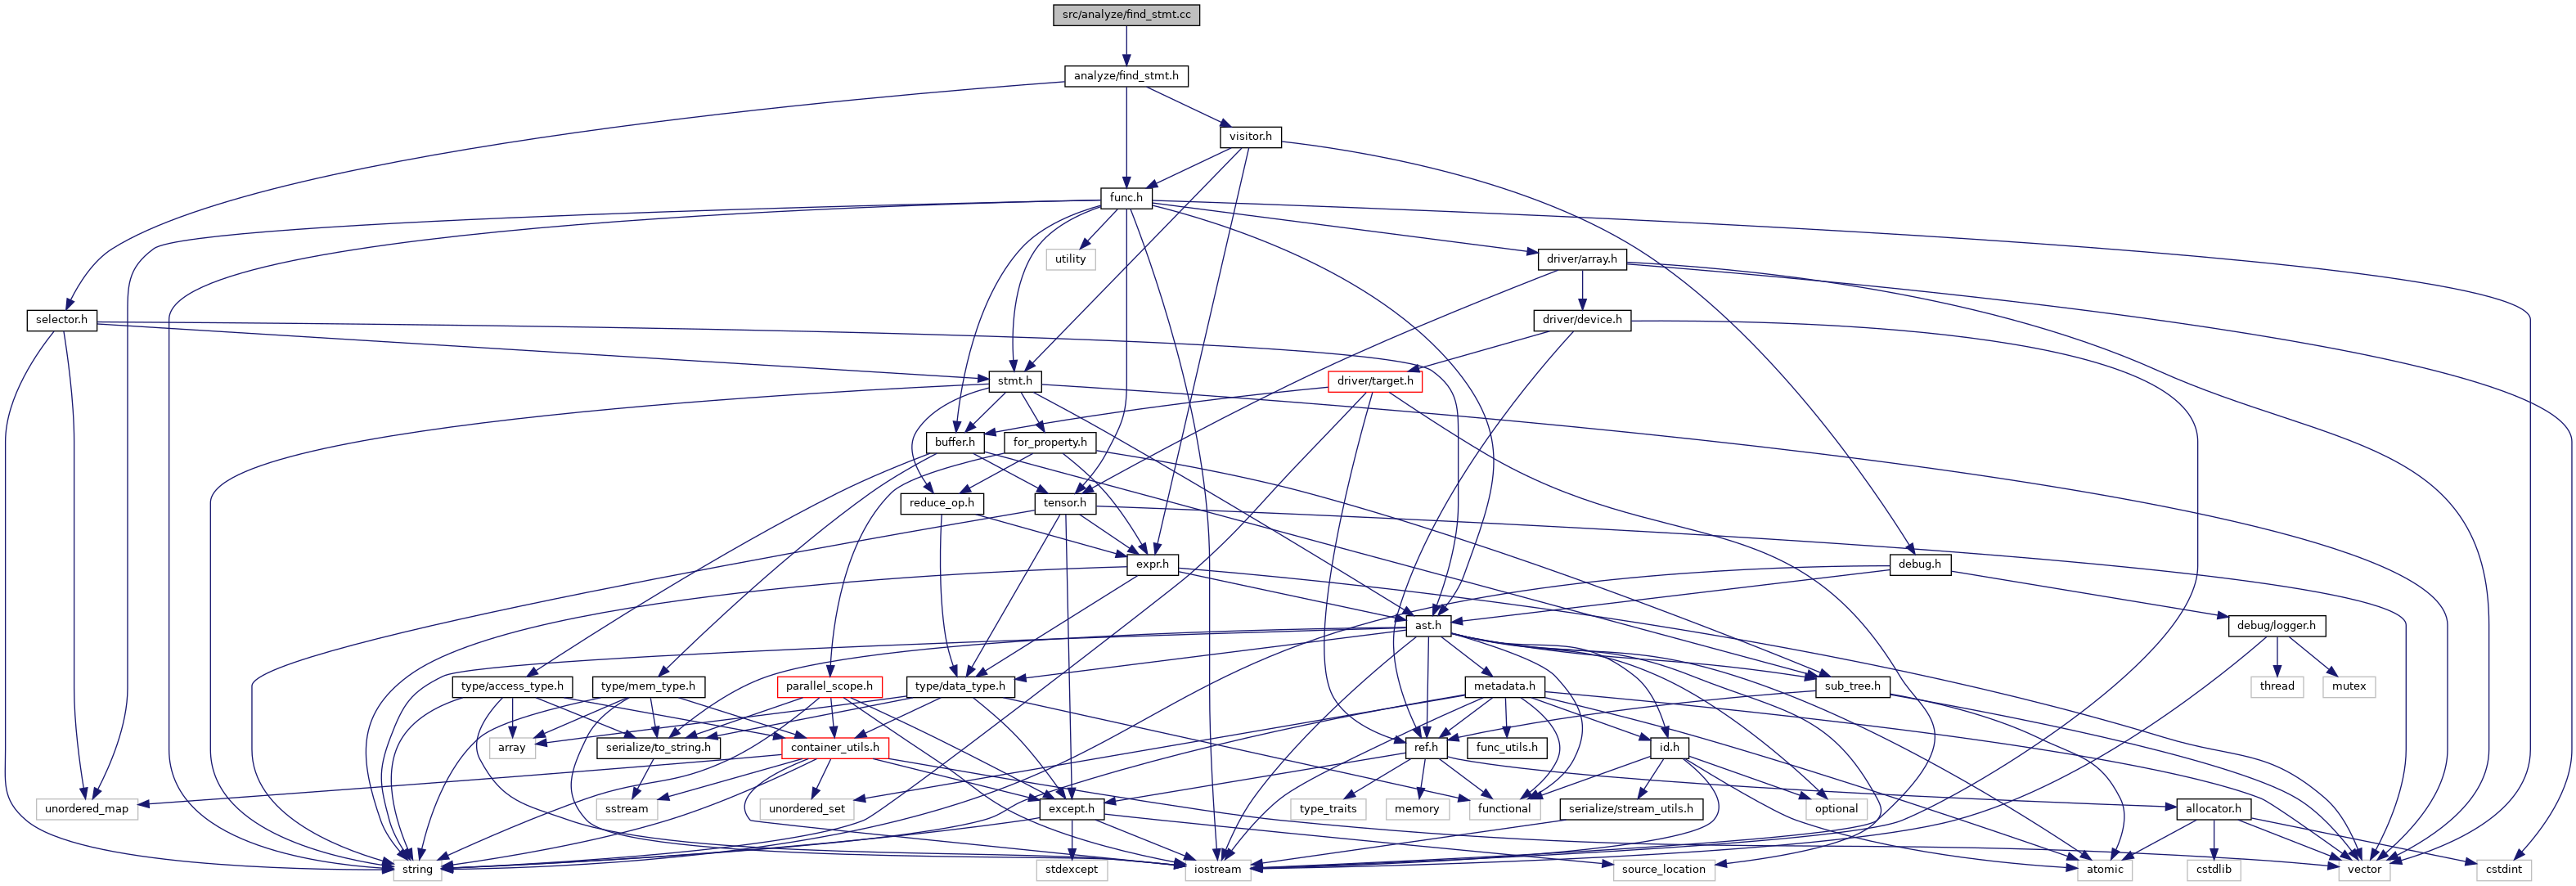 src/analyze/find_stmt.cc
analyze/find_stmt.h
visitor.h
func.h
utility
driver/array.h
selector.h
driver/device.h
stmt.h
driver/target.h
buffer.h
for_property.h
reduce_op.h
tensor.h
expr.h
debug.h
ast.h
debug/logger.h
type/access_type.h
type/mem_type.h
parallel_scope.h
type/data_type.h
metadata.h
sub_tree.h
thread
mutex
array
serialize/to_string.h
container_utils.h
ref.h
func_utils.h
id.h
unordered_map
sstream
unordered_set
except.h
type_traits
memory
functional
serialize/stream_utils.h
optional
allocator.h
string
stdexcept
iostream
source_location
atomic
cstdlib
vector
cstdint